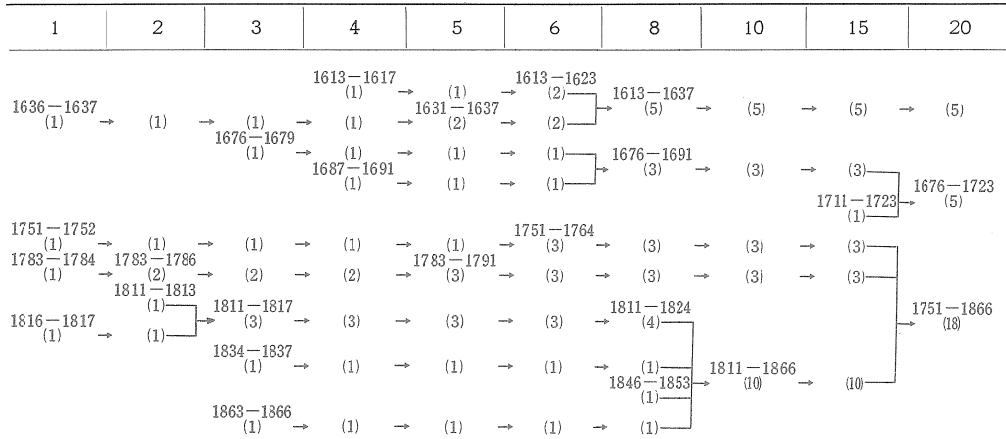 1 2 3 4 5 6 8 10 15 20
1613−1617 1613−1623
(1) → (1) → (2) 1613−1637
1636−1637 1631−1637 (5) → (5) → (5) → (5)
(1) → (1) → (1) → (1) → (2) → (2)
1676−1679
(1) → (1) → (1) → (1) 1676−1691
1687−1691 → (3) → (3) → (3)
(1) → (1) → (1) 1676−1723
1711−1723 → (5)
(1)
1751−1752 1751−1764
(1) → (1) → (1) → (1) → (1) → (3) → (3) → (3) → (3)
1783−1784 1783−1786 1783−1791
(1) → (2) → (2) → (2) → (3) → (3) → (3) → (3) → (3)
1811−1813
(1) 1811−1817 1811−1824 1751−1866
1816−1817 → (3) → (3) → (3) → (3) → (4) → (18)
(1) → (1)
1834−1837
(1) → (1) → (1) → (1) → (1) 1811−1866
1846−1853 → (10) → (10)
(1)
1863−1866
(1) → (1) → (1) → (1) → (1)